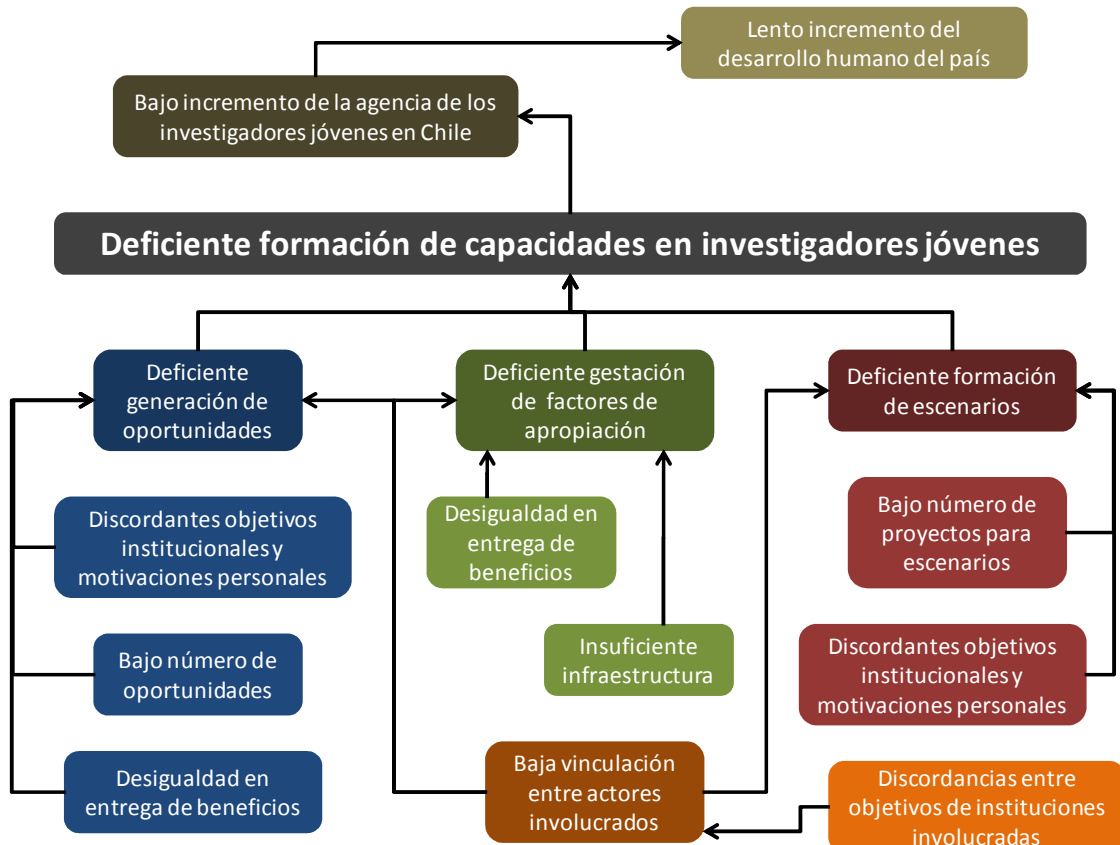 Lento incremento del
desarrollo humano del país
Bajo incremento de la agencia de los
investigadores jóvenes en Chile
Deficiente formación de capacidades en investigadores jóvenes
Deficiente
generación de
oportunidades
Deficiente gestación
de factores de
apropiación
Deficiente formación
de escenarios
Discordantes objetivos
institucionales y
motivaciones personales
Desigualdad en
entrega de
beneficios
Bajo número de
proyectos para
escenarios
Bajo número de
oportunidades
Insuficiente
infraestructura
Discordantes objetivos
institucionales y
motivaciones personales
Desigualdad en
entrega de beneficios
Baja vinculación
entre actores
involucrados
Discordancias entre
objetivos de instituciones
involucradas